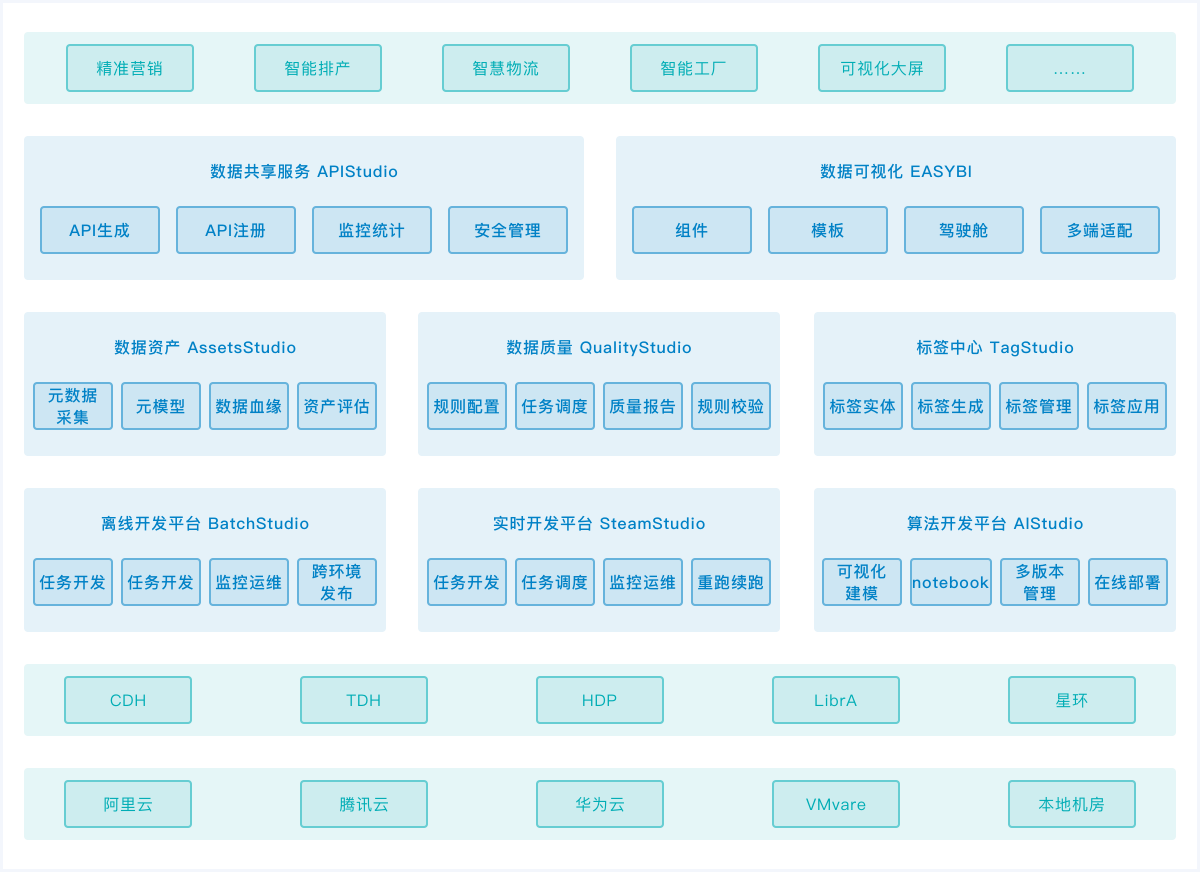 精准营销
智能排产
智慧物流
智能工厂
可视化大屏
……
数据共享服务 APIStudio
API生成
API注册
监控统计
安全管理
数据可视化 EASYBI
组件
模板
驾驶舱
多端适配
数据资产 AssetsStudio
元数据
采集
元模型
数据血缘
资产评估
数据质量 QualityStudio
规则配置
任务调度
质量报告
规则校验
标签中心 TagStudio
标签实体
标签生成
标签管理
标签应用
离线开发平台 BatchStudio
任务开发
任务开发
监控运维
跨环境
发布
实时开发平台 SteamStudio
任务开发
任务调度
监控运维
重跑续跑
算法开发平台 AIStudio
可视化
建模
notebook
多版本
管理
在线部署
CDH
TDH
HDP
LibrA
星环
阿里云
腾讯云
华为云
VMvare
本地机房